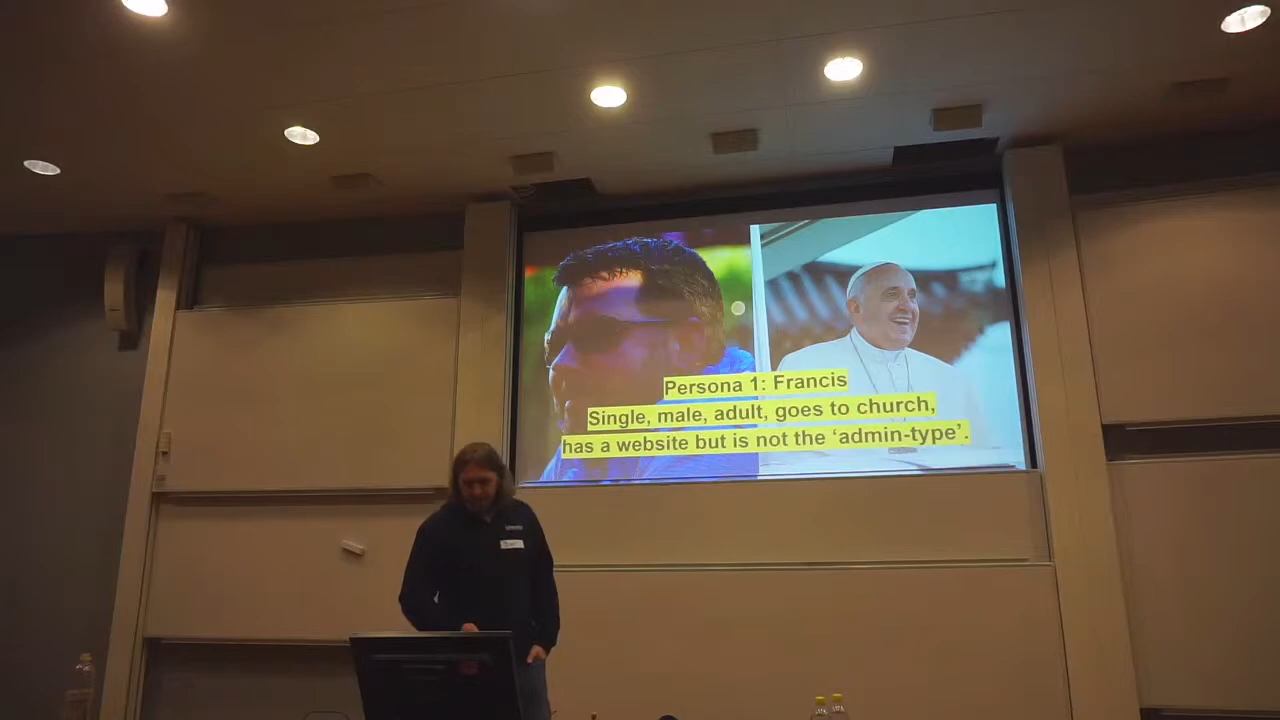 Persona 1: Francis
Single, male, adult, goes to church,
has a website but is not the ‘admin-type’.